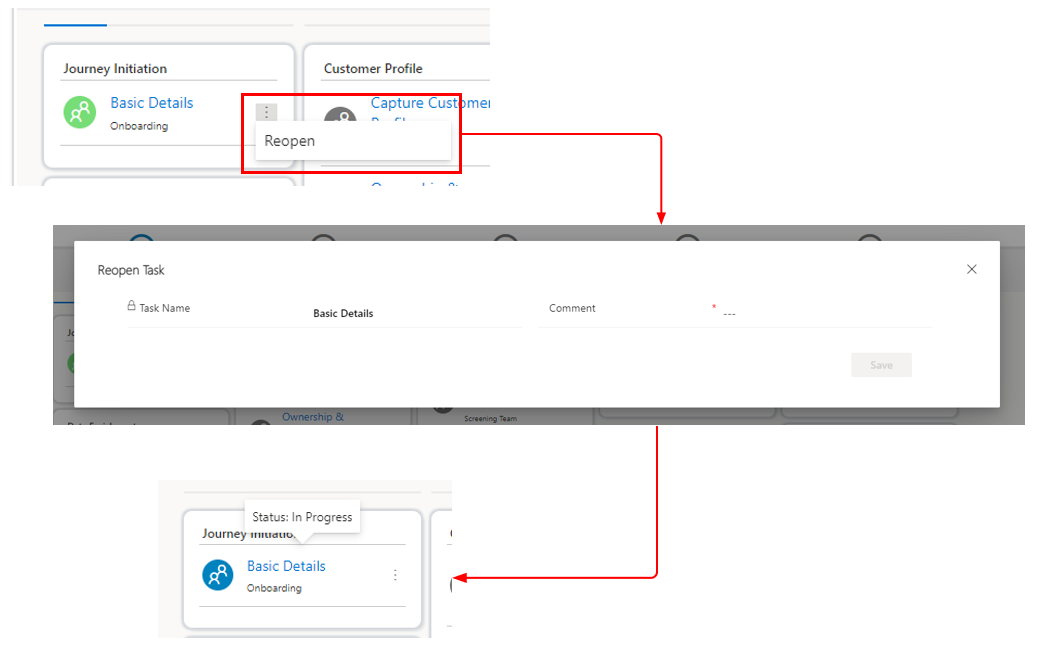 Journey Initiation
Customer Profile
Basic Details
Onboarding
Capture Customer
Reopen
Reopen Task
Task Name
Basic Details
Comment
* ---
Save
Ownership &
Screening Team
Status: In Progress
Journey Initiation
Basic Details
Onboarding